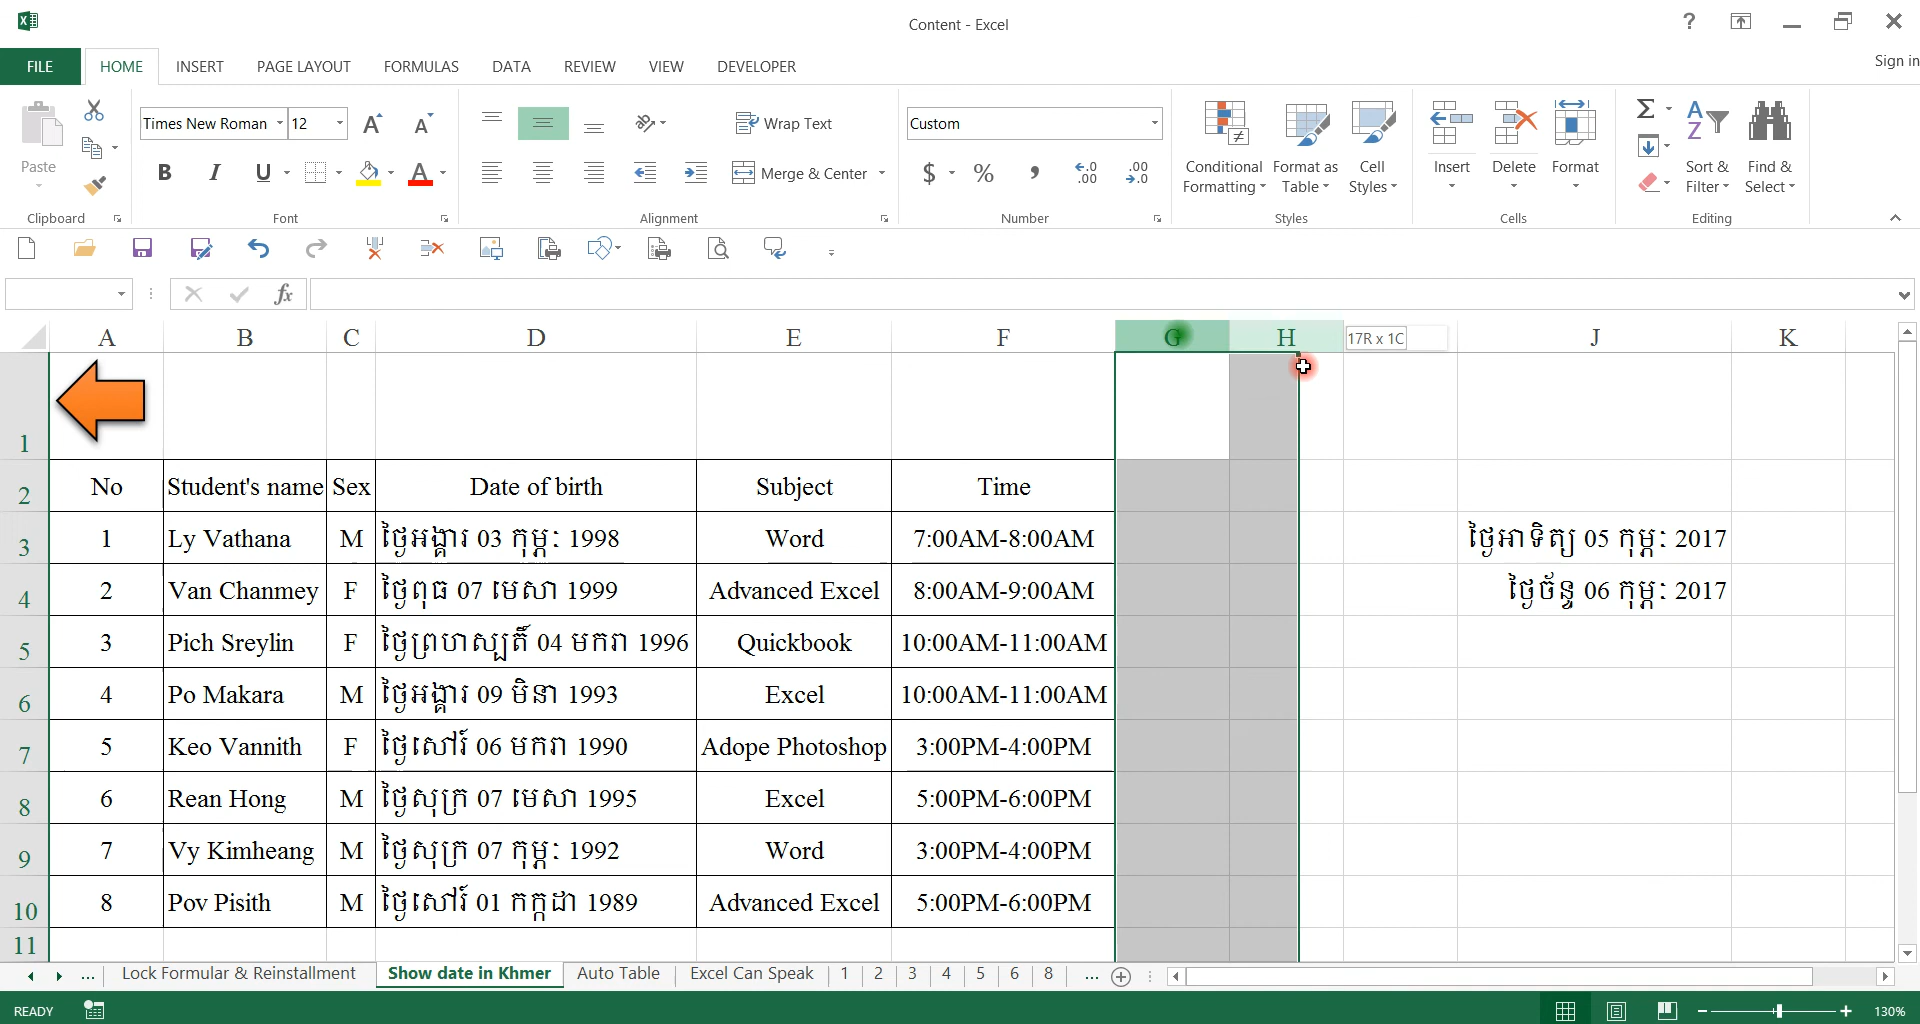 Content - Excel
Sign in
FILE HOME INSERT PAGE LAYOUT FORMULAS DATA REVIEW VIEW DEVELOPER
Times New Roman 12
Wrap Text
Custom
Paste
B I U
Merge & Center
$ % ,
Conditional Formatting
Format as Table
Cell Styles
Insert Delete Format
Sort & Filter
Find & Select
Clipboard Font Alignment Number Styles Cells Editing
fx
A B C D E F G H 17R x 1C J K
1
2 No Student's name Sex Date of birth Subject Time
3 1 Ly Vathana M ថ្ងៃអង្គារ 03 កុម្ភៈ 1998 Word 7:00AM-8:00AM ថ្ងៃអាទិត្យ 05 កុម្ភៈ 2017
4 2 Van Chanmey F ថ្ងៃពុធ 07 មេសា 1999 Advanced Excel 8:00AM-9:00AM ថ្ងៃច័ន្ទ 06 កុម្ភៈ 2017
5 3 Pich Sreylin F ថ្ងៃព្រហស្បតិ៍ 04 មករា 1996 Quickbook 10:00AM-11:00AM
6 4 Po Makara M ថ្ងៃអង្គារ 09 មិនា 1993 Excel 10:00AM-11:00AM
7 5 Keo Vannith F ថ្ងៃសៅរ៍ 06 មករា 1990 Adope Photoshop 3:00PM-4:00PM
8 6 Rean Hong M ថ្ងៃសុក្រ 07 មេសា 1995 Excel 5:00PM-6:00PM
9 7 Vy Kimheang M ថ្ងៃសុក្រ 07 កុម្ភៈ 1992 Word 3:00PM-4:00PM
10 8 Pov Pisith M ថ្ងៃសៅរ៍ 01 កក្កដា 1989 Advanced Excel 5:00PM-6:00PM
11
... Lock Formular & Reinstallment Show date in Khmer Auto Table Excel Can Speak 1 2 3 4 5 6 8 ...
READY 130%